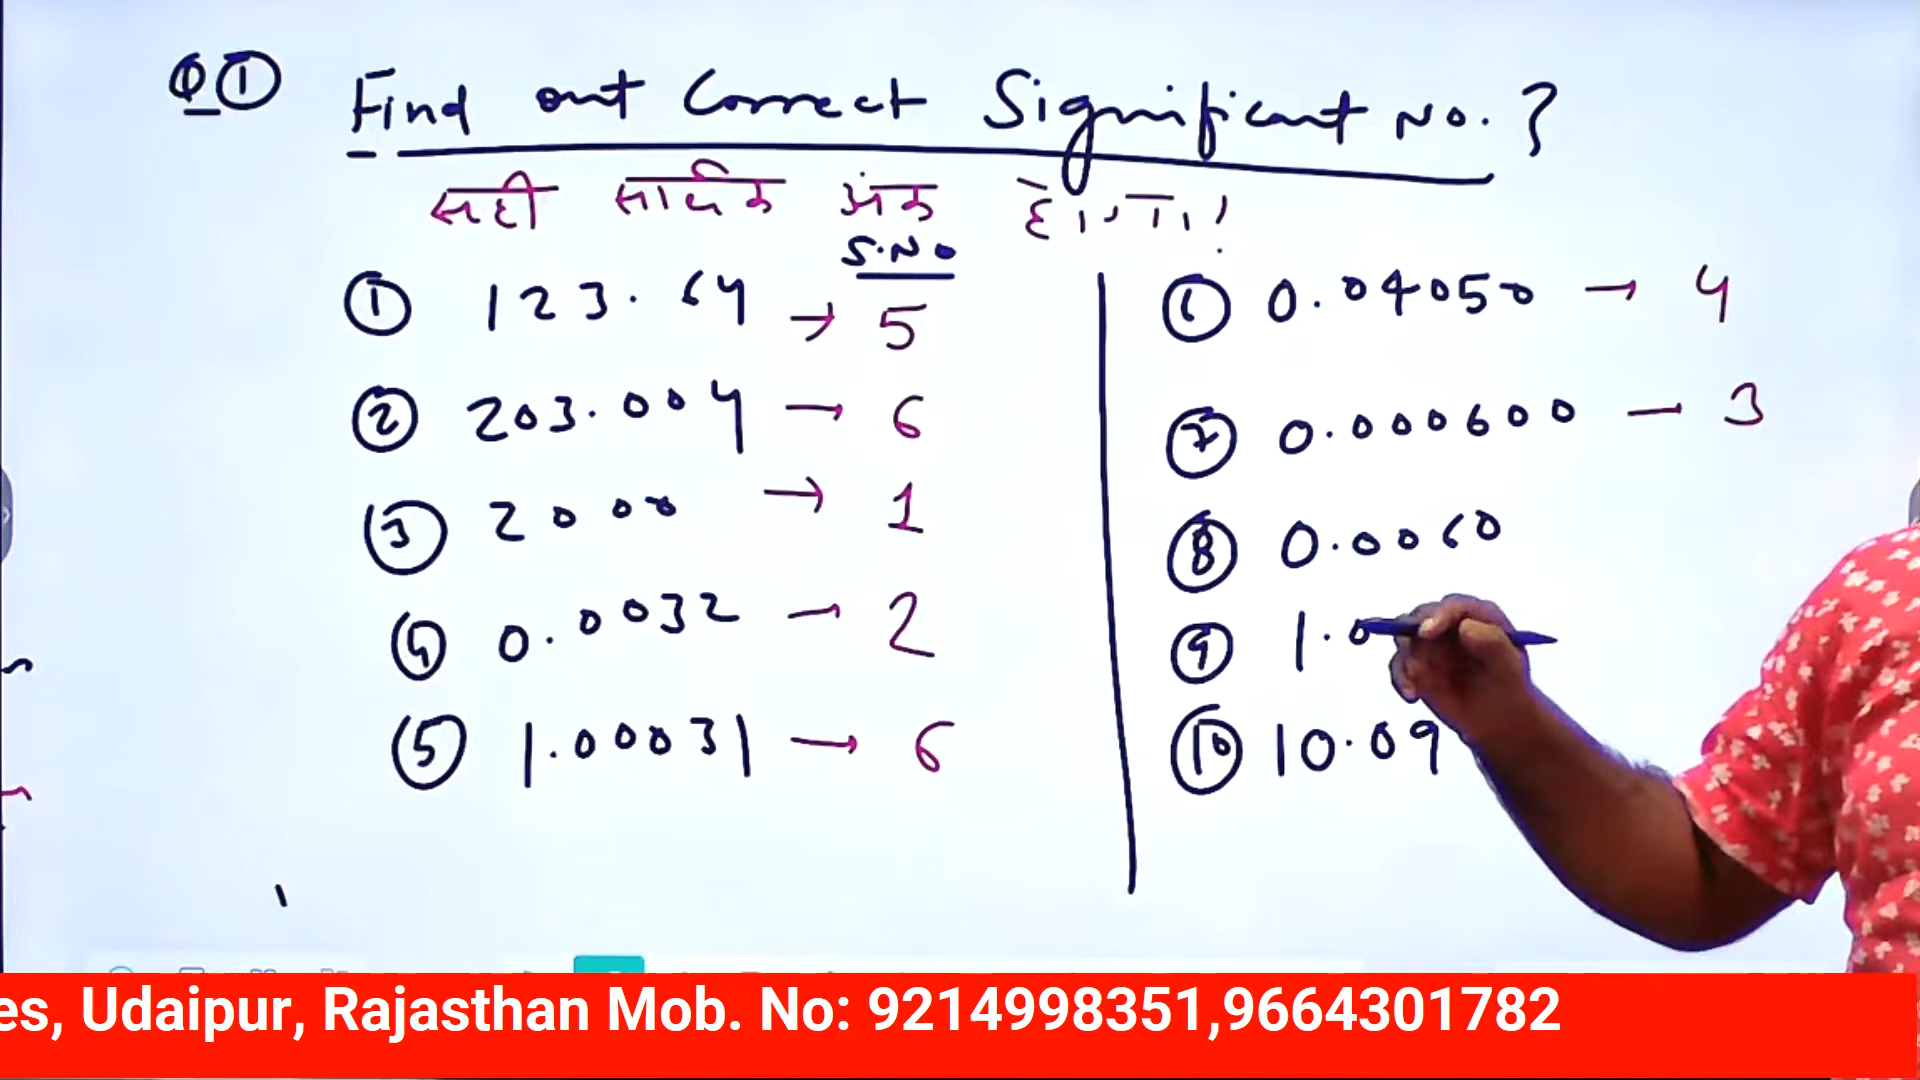 Q ① Find out Correct Significant No. ?
सही सार्थक अंक होगा !
S.No
① 123.64 → 5
② 203.004 → 6
③ 2000 → 1
④ 0.0032 – 2
⑤ 1.00031 → 6
⑥ 0.04050 → 4
⑦ 0.000600 – 3
⑧ 0.0060
⑨ 1.0
⑩ 10.09
es, Udaipur, Rajasthan Mob. No: 9214998351,9664301782